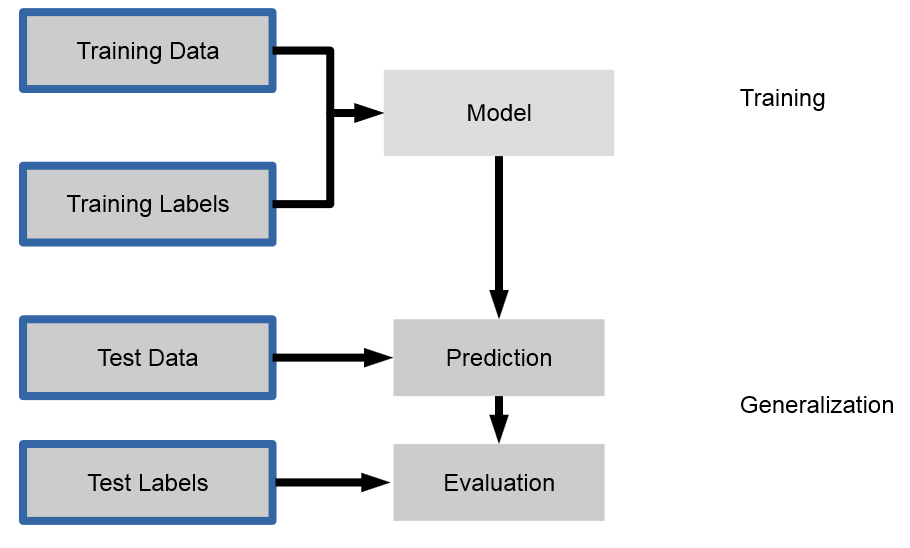 Training Data
Model
Training
Training Labels
Test Data
Prediction
Generalization
Test Labels
Evaluation